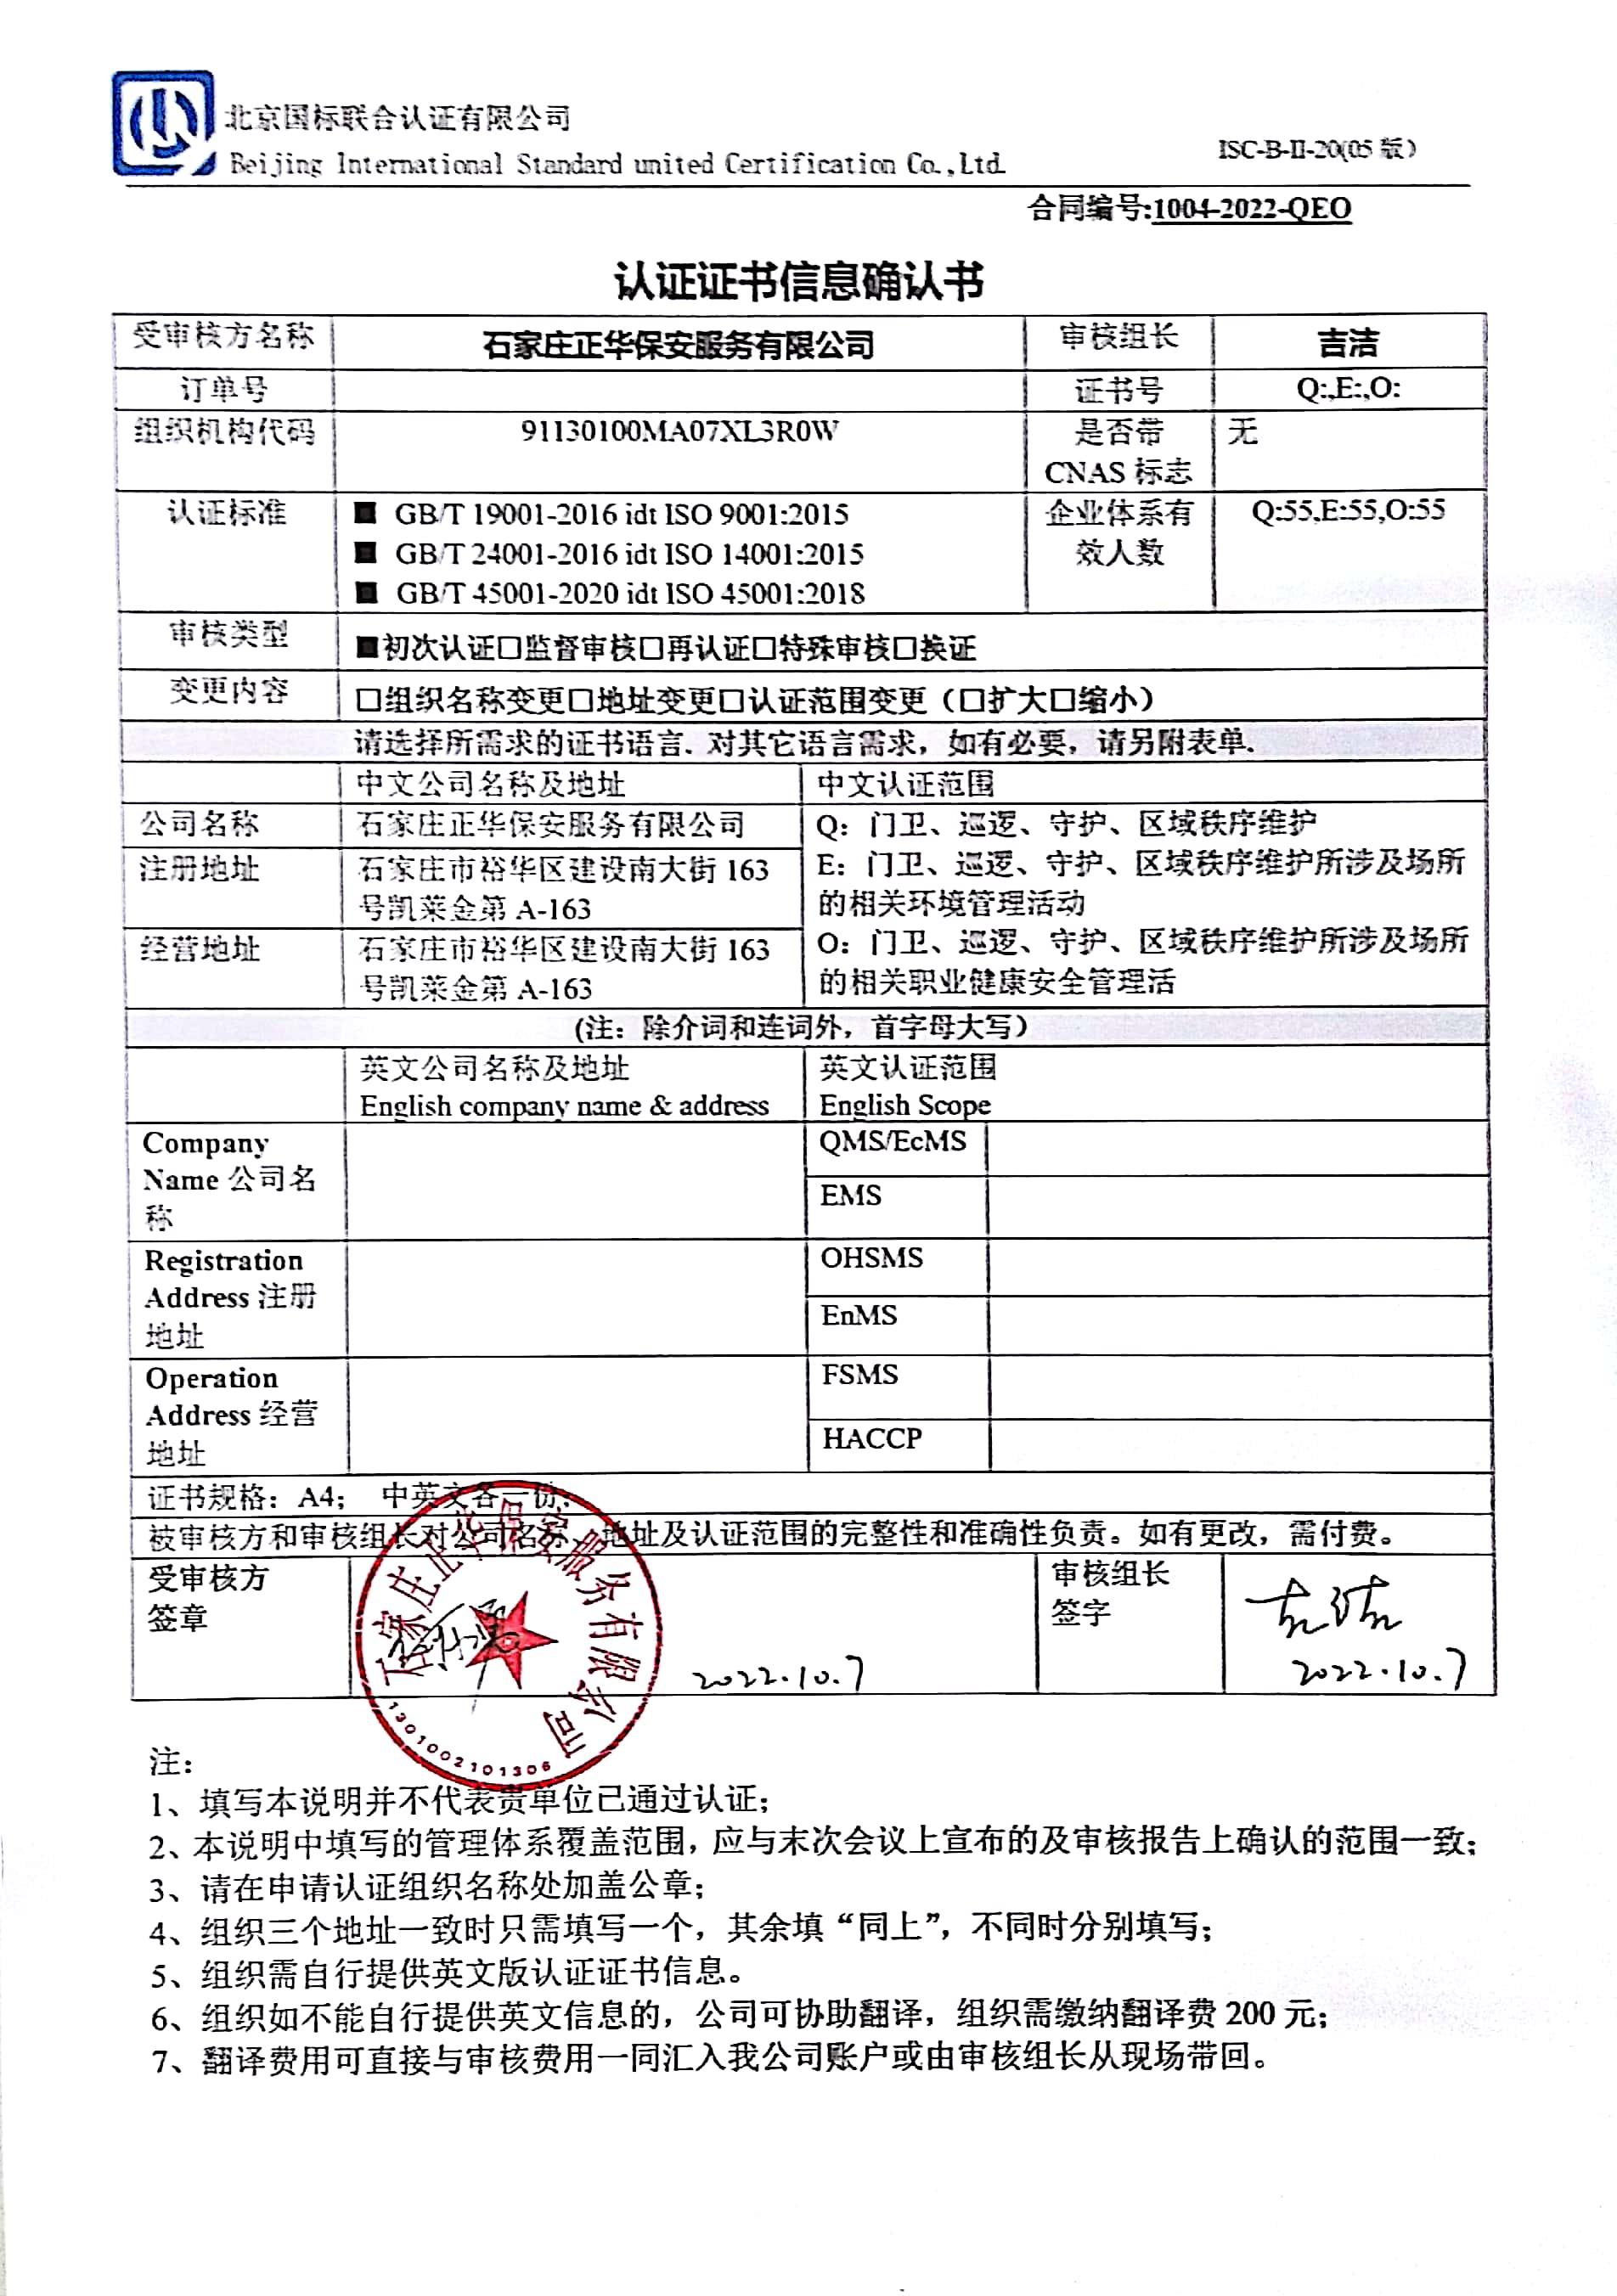 北京国标联合认证有限公司
Beijing International Standard united Certification Co.,Ltd.
ISC-B-II-20(05 版)
合同编号:1004-2022-QEO
认证证书信息确认书
受审核方名称 石家庄正华保安服务有限公司 审核组长 吉洁
订单号 证书号 Q:,E:,O:
组织机构代码 91130100MA07XL3R0W 是否带 无
CNAS 标志
认证标准 ■ GB/T 19001-2016 idt ISO 9001:2015 企业体系有 Q:55,E:55,O:55
■ GB/T 24001-2016 idt ISO 14001:2015 效人数
■ GB/T 45001-2020 idt ISO 45001:2018
审核类型 ■初次认证□监督审核□再认证□特殊审核□换证
变更内容 □组织名称变更□地址变更□认证范围变更（□扩大□缩小）
请选择所需求的证书语言. 对其它语言需求，如有必要，请另附表单.
中文公司名称及地址 中文认证范围
公司名称 石家庄正华保安服务有限公司 Q：门卫、巡逻、守护、区域秩序维护
注册地址 石家庄市裕华区建设南大街 163 E：门卫、巡逻、守护、区域秩序维护所涉及场所
号凯莱金第 A-163 的相关环境管理活动
经营地址 石家庄市裕华区建设南大街 163 O：门卫、巡逻、守护、区域秩序维护所涉及场所
号凯莱金第 A-163 的相关职业健康安全管理活
(注：除介词和连词外，首字母大写）
英文公司名称及地址 英文认证范围
English company name & address English Scope
Company QMS/EcMS
Name 公司名
称
EMS
Registration OHSMS
Address 注册
地址
EnMS
Operation FSMS
Address 经营
地址
HACCP
证书规格：A4； 中英文各一份；
被审核方和审核组长对公司名称、地址及认证范围的完整性和准确性负责。如有更改，需付费。
受审核方 审核组长
签章 签字
吉洁
2022.10.7 2022.10.7
石家庄正华保安服务有限公司
1301002101306
注：
1、填写本说明并不代表贵单位已通过认证；
2、本说明中填写的管理体系覆盖范围，应与末次会议上宣布的及审核报告上确认的范围一致；
3、请在申请认证组织名称处加盖公章；
4、组织三个地址一致时只需填写一个，其余填“同上”，不同时分别填写；
5、组织需自行提供英文版认证证书信息。
6、组织如不能自行提供英文信息的，公司可协助翻译，组织需缴纳翻译费 200 元；
7、翻译费用可直接与审核费用一同汇入我公司账户或由审核组长从现场带回。